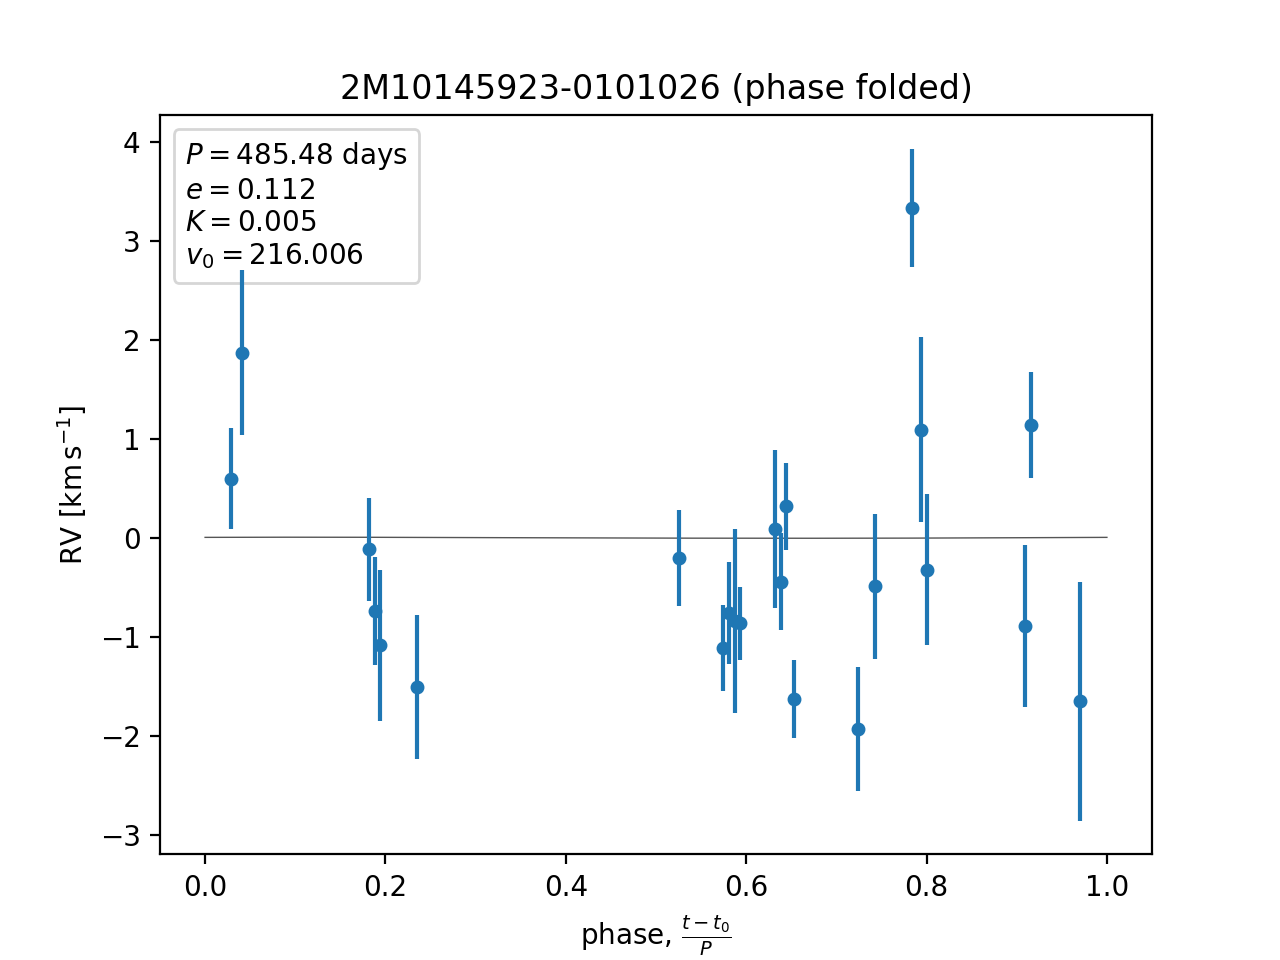 2M10145923-0101026 (phase folded)
P = 485.48 days
e = 0.112
K = 0.005
v₀ = 216.006
4
3
2
1
0
−1
−2
−3
RV [km s⁻¹]
0.0 0.2 0.4 0.6 0.8 1.0
phase, (t − t₀)/P